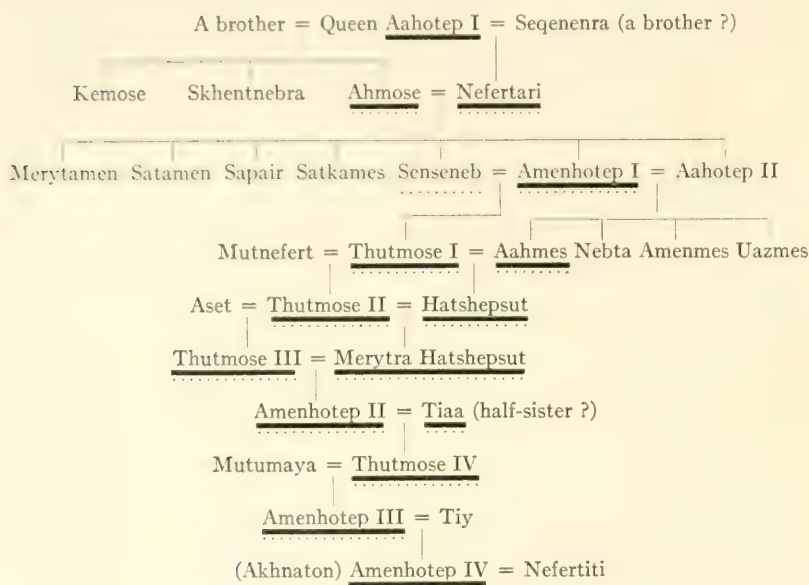 A brother = Queen Aahotep I = Seqenenra (a brother ?)
Kemose Skhentnebra Ahmose = Nefertari
Merytamen Satamen Sapair Satkames Senseneb = Amenhotep I = Aahotep II
Mutnefert = Thutmose I = Aahmes Nebta Amenmes Uazmes
Aset = Thutmose II = Hatshepsut
Thutmose III = Merytra Hatshepsut
Amenhotep II = Tiaa (half-sister ?)
Mutumaya = Thutmose IV
Amenhotep III = Tiy
(Akhnaton) Amenhotep IV = Nefertiti